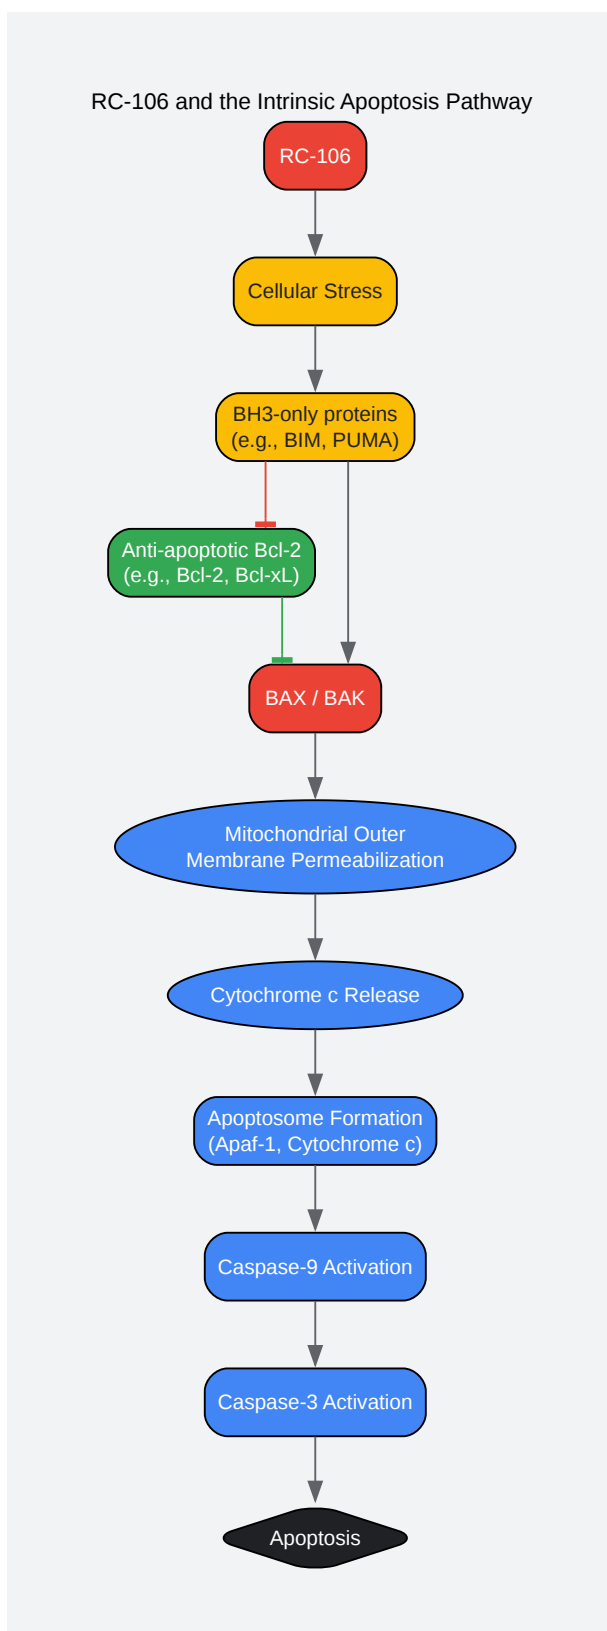 RC-106 and the Intrinsic Apoptosis Pathway
RC-106
Cellular Stress
BH3-only proteins
(e.g., BIM, PUMA)
Anti-apoptotic Bcl-2
(e.g., Bcl-2, Bcl-xL)
BAX / BAK
Mitochondrial Outer
Membrane Permeabilization
Cytochrome c Release
Apoptosome Formation
(Apaf-1, Cytochrome c)
Caspase-9 Activation
Caspase-3 Activation
Apoptosis